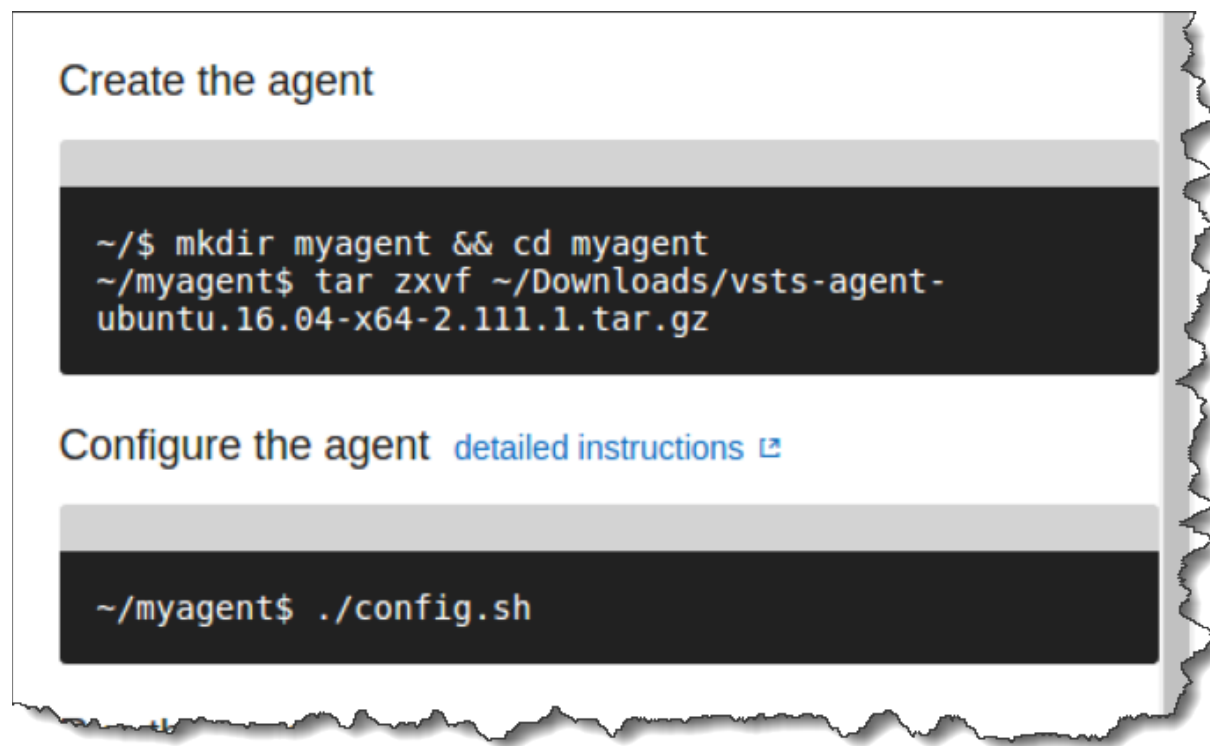 Create the agent
~/$ mkdir myagent && cd myagent
~/myagent$ tar zxvf ~/Downloads/vsts-agent-
ubuntu.16.04-x64-2.111.1.tar.gz
Configure the agent detailed instructions
~/myagent$ ./config.sh